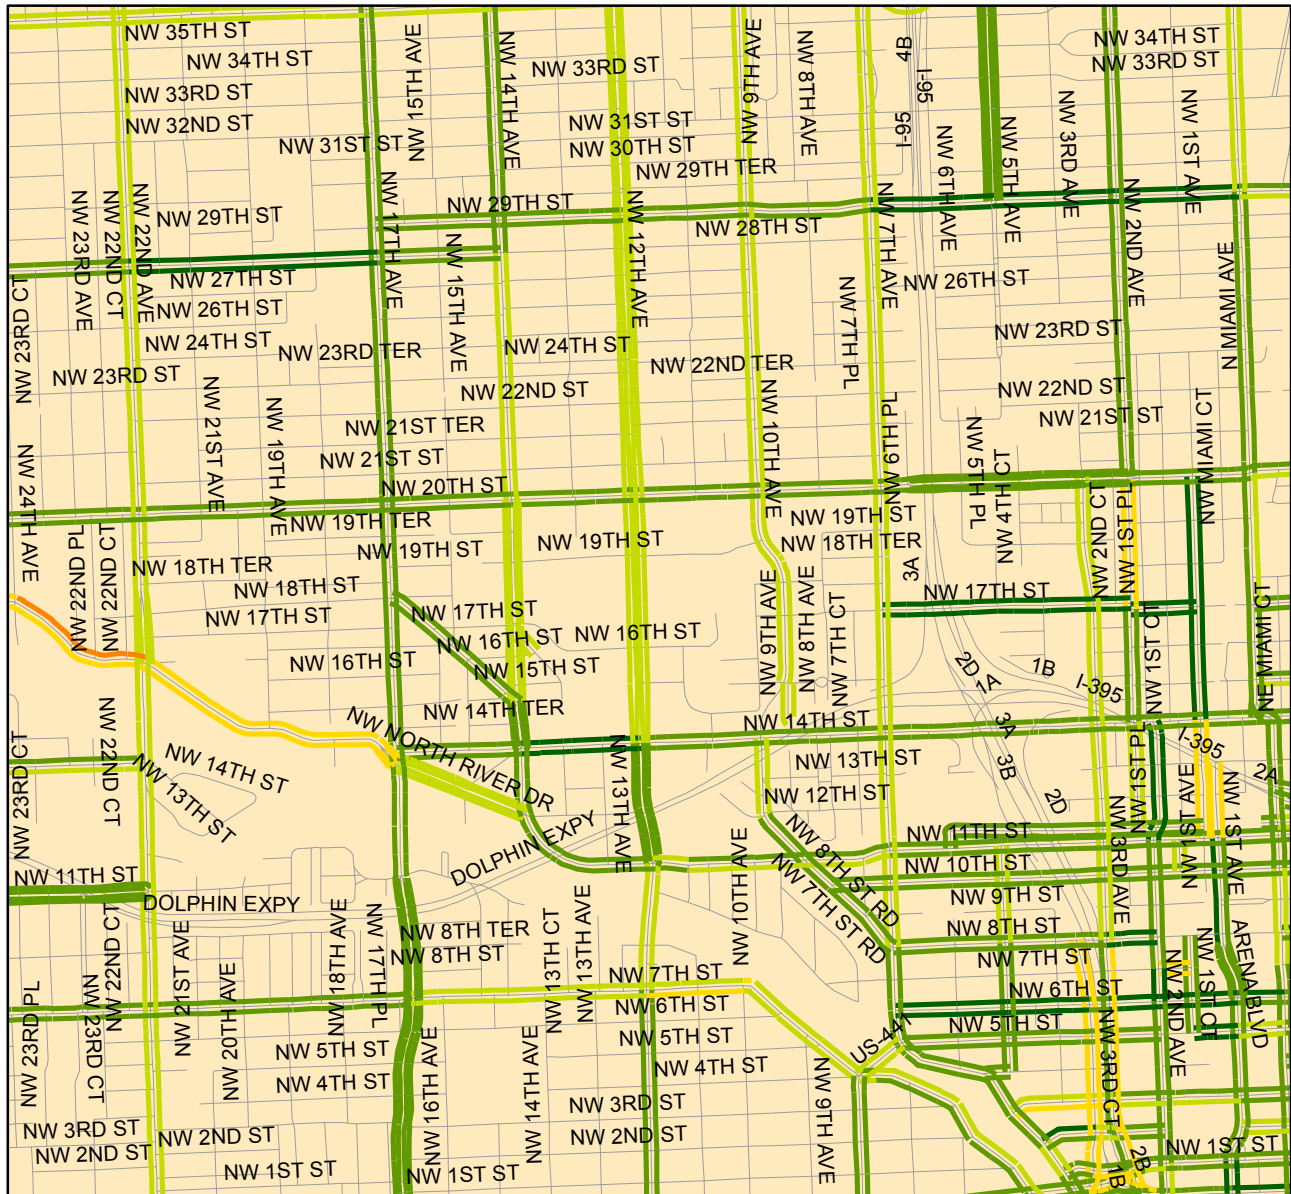 NW 35TH ST
NW 34TH ST
NW 33RD ST
NW 32ND ST
NW 31ST ST
NW 15TH AVE
NW 14TH AVE
NW 33RD ST
NW 31ST ST
NW 30TH ST
NW 29TH TER
NW 9TH AVE
NW 8TH AVE
4B
I-95
I-95
NW 34TH ST
NW 33RD ST
NW 6TH AVE
NW 5TH AVE
NW 3RD AVE
NW 1ST AVE
NW 23RD AVE
NW 22ND CT
NW 22ND AVE
NW 29TH ST
NW 17TH AVE
NW 29TH ST
NW 12TH AVE
NW 28TH ST
NW 7TH AVE
NW 2ND AVE
N MIAMI AVE
NW 23RD CT
NW 27TH ST
NW 26TH ST
NW 24TH ST
NW 23RD ST
NW 23RD TER
NW 15TH AVE
NW 24TH ST
NW 22ND TER
NW 22ND ST
NW 7TH PL
NW 26TH ST
NW 23RD ST
NW 22ND ST
NW 21ST ST
NW 21ST AVE
NW 19TH AVE
NW 21ST TER
NW 21ST ST
NW 20TH ST
NW 10TH AVE
NW 6TH PL
NW 5TH PL
NW 4TH CT
NW MIAMI CT
NW 24TH AVE
NW 22ND PL
NW 22ND CT
NW 19TH TER
NW 19TH ST
NW 19TH ST
NW 19TH ST
NW 18TH TER
NW 2ND CT
NW 1ST PL
NW 18TH TER
NW 18TH ST
NW 17TH ST
NW 17TH ST
NW 16TH ST
NW 16TH ST
NW 15TH ST
NW 16TH ST
NW 14TH TER
NW 9TH AVE
NW 8TH AVE
NW 7TH CT
3A
NW 17TH ST
2D
1A
1B
I-395
NW 1ST CT
NE MIAMI CT
NW 23RD CT
NW 22ND CT
NW 14TH ST
NW 13TH ST
NW NORTH RIVER DR
NW 13TH AVE
NW 14TH ST
NW 13TH ST
NW 12TH ST
3A
3B
2D
NW 1ST PL
I-395
2A
NW 1ST AVE
NW 1ST AVE
DOLPHIN EXPY
NW 11TH ST
DOLPHIN EXPY
NW 10TH AVE
NW 8TH ST RD
NW 7TH ST RD
NW 11TH ST
NW 10TH ST
NW 9TH ST
NW 8TH ST
NW 7TH ST
NW 3RD AVE
NW 22ND CT
NW 21ST AVE
NW 20TH AVE
NW 18TH AVE
NW 17TH PL
NW 8TH TER
NW 8TH ST
NW 13TH CT
NW 13TH AVE
NW 7TH ST
NW 6TH ST
NW 5TH ST
NW 4TH ST
NW 6TH ST
NW 5TH ST
US-441
NW 2ND AVE
NW 1ST CT
ARENA BLVD
NW 23RD PL
NW 23RD CT
NW 5TH ST
NW 4TH ST
NW 16TH AVE
NW 14TH AVE
NW 9TH AVE
NW 3RD CT
NW 3RD ST
NW 2ND ST
NW 2ND ST
NW 1ST ST
NW 1ST ST
NW 3RD ST
NW 2ND ST
NW 1ST ST
2B
1B